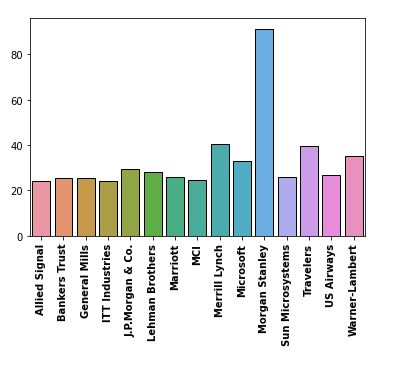 80
60
40
20
0
Allied Signal
Bankers Trust
General Mills
ITT Industries
J.P.Morgan & Co.
Lehman Brothers
Marriott
MCI
Merrill Lynch
Microsoft
Morgan Stanley
Sun Microsystems
Travelers
US Airways
Warner-Lambert